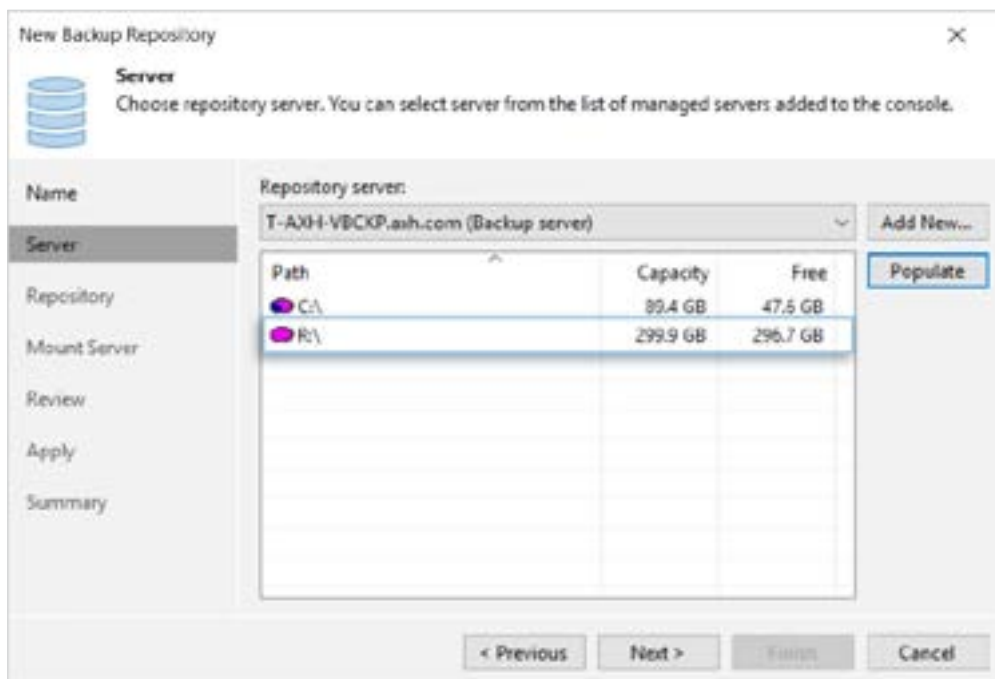 New Backup Repository
Server
Choose repository server. You can select server from the list of managed servers added to the console.
Name
Server
Repository
Mount Server
Review
Apply
Summary
Repository server:
T-AXH-VBCKP.axh.com (Backup server)
Add New...
Populate
Path Capacity Free
C:\ 89.4 GB 47.6 GB
R:\ 299.9 GB 296.7 GB
< Previous
Next >
Finish
Cancel